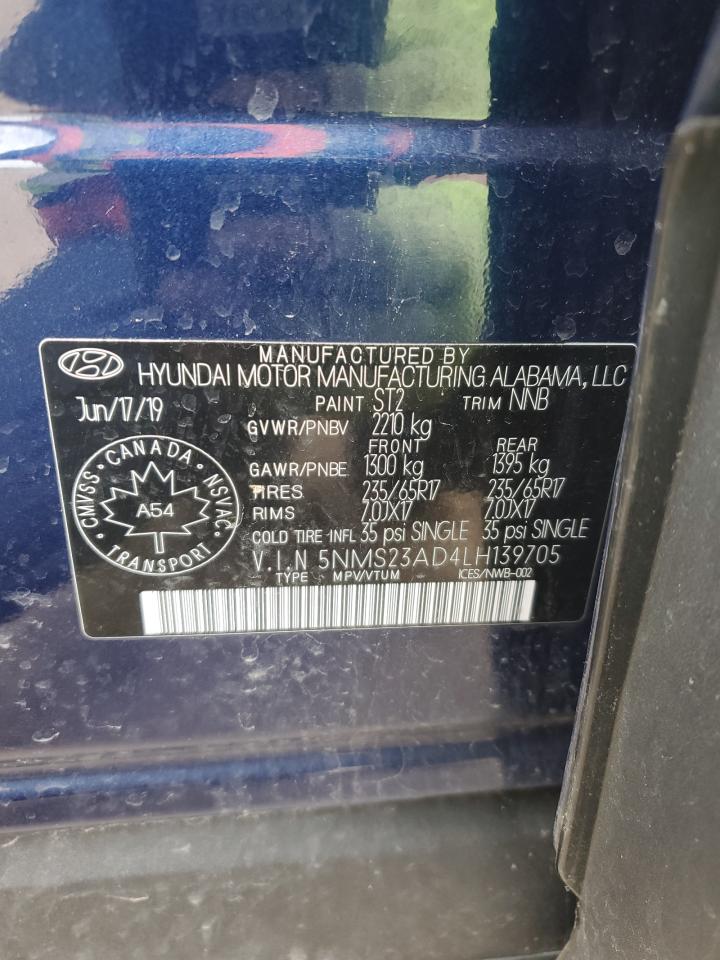 MANUFACTURED BY
HYUNDAI MOTOR MANUFACTURING ALABAMA, LLC
Jun/17/19 PAINT ST2 TRIM NNB
GVWR/PNBV 2210 kg
FRONT REAR
GAWR/PNBE 1300 kg 1395 kg
TIRES 235/65R17 235/65R17
RIMS 7.0JX17 7.0JX17
COLD TIRE INFL 35 psi SINGLE 35 psi SINGLE
V.I.N 5NMS23AD4LH139705
TYPE MPV/VTUM ICES/NWB-002
CMVSS • CANADA • NSVAC • TRANSPORT •
A54